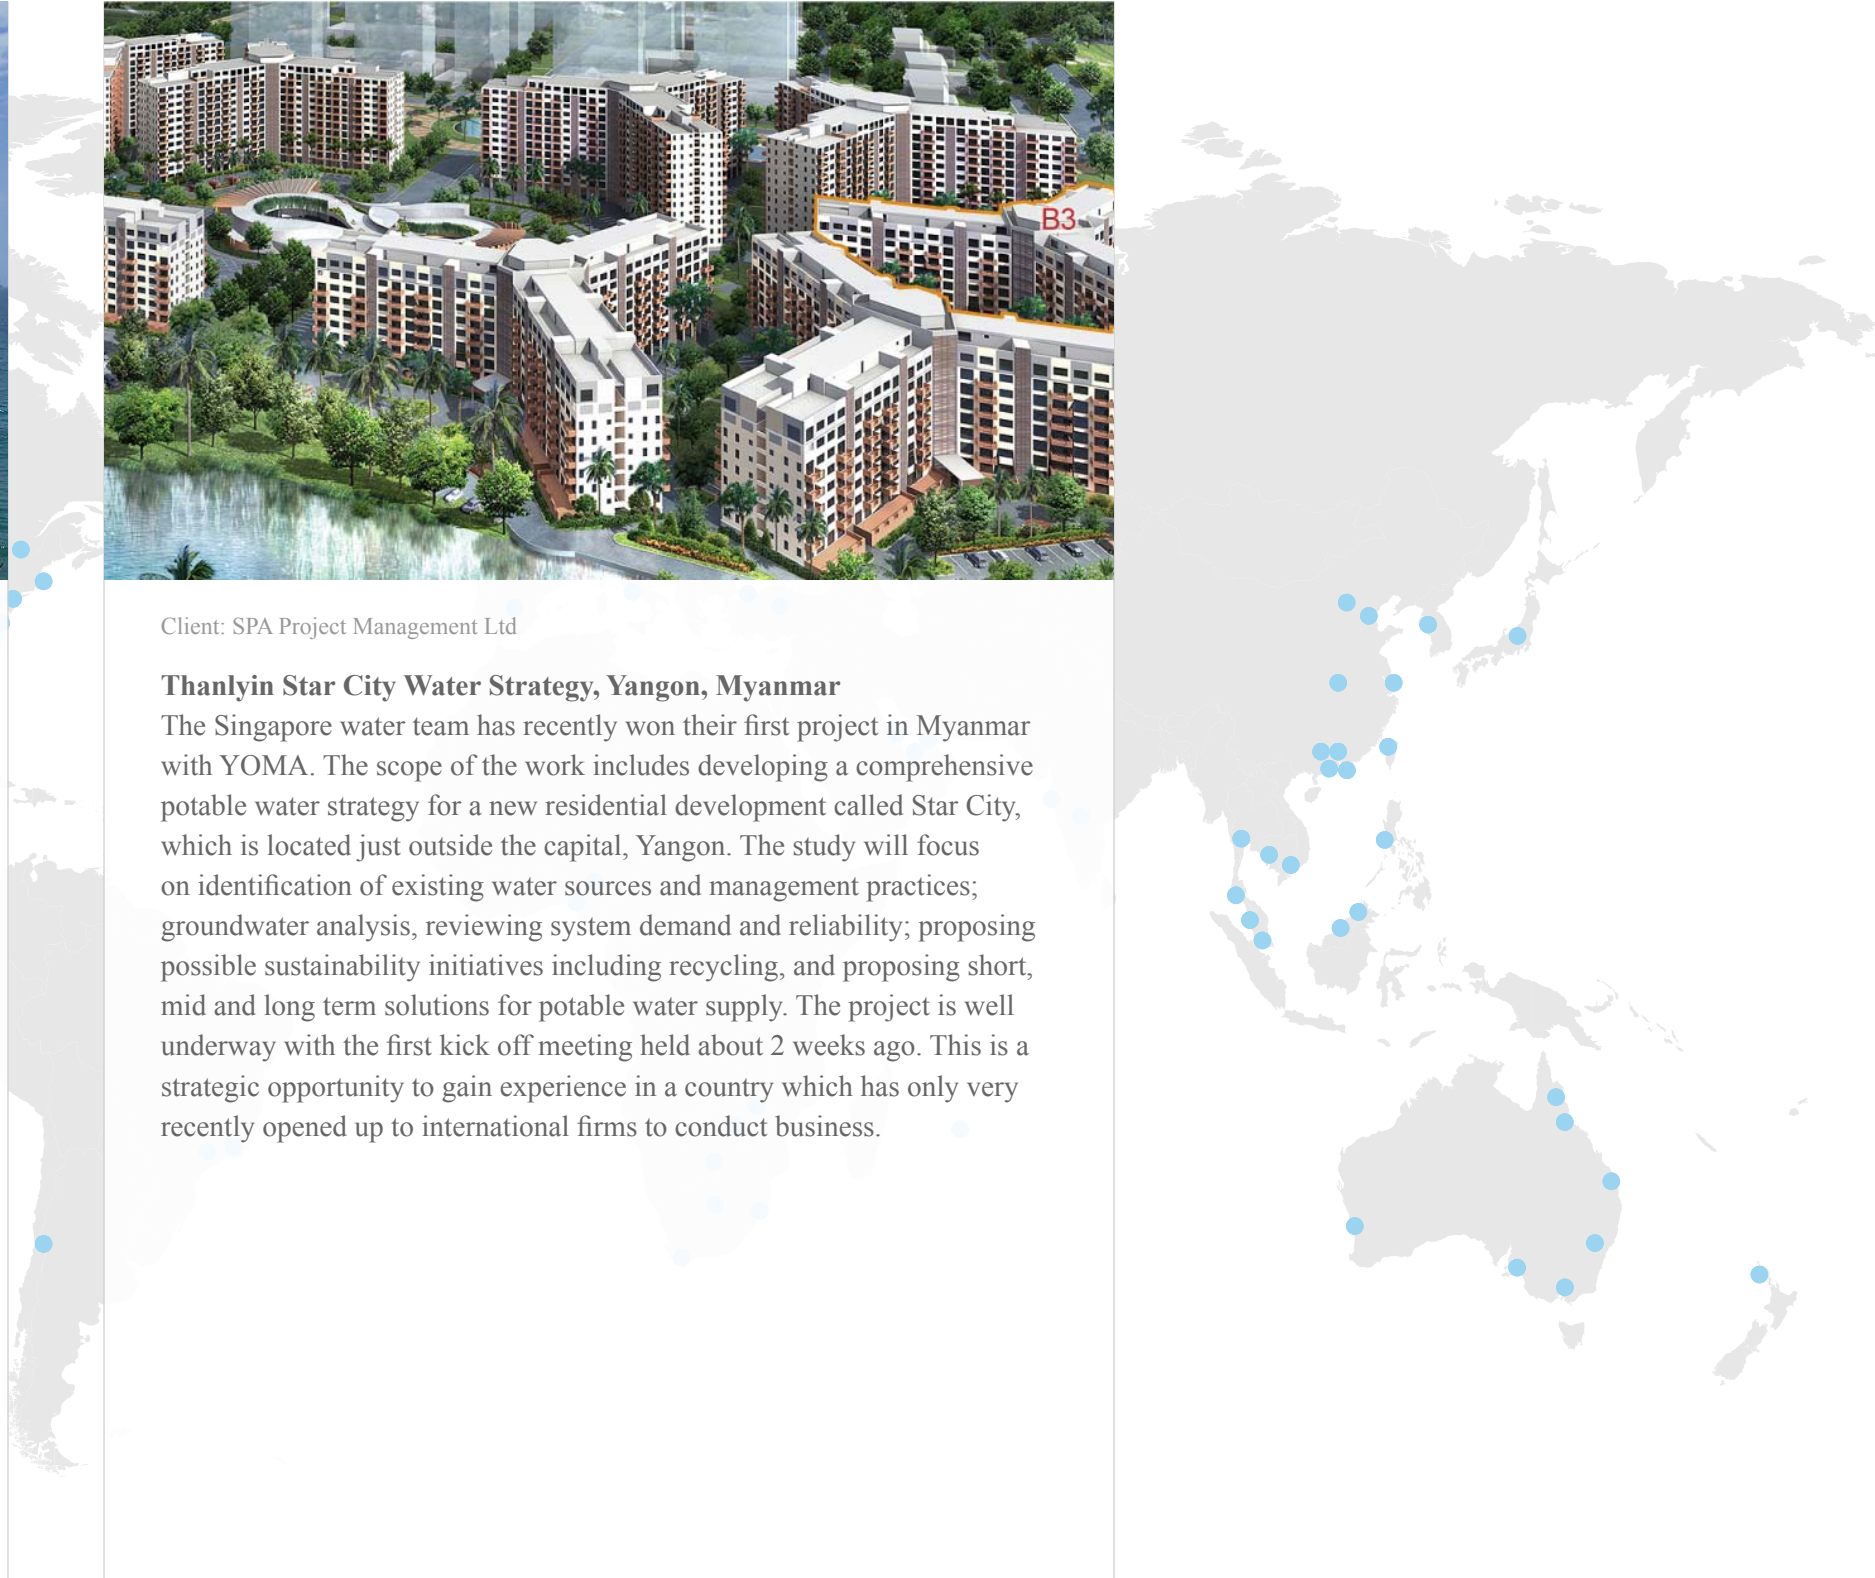 B3
Client: SPA Project Management Ltd
Thanlyin Star City Water Strategy, Yangon, Myanmar
The Singapore water team has recently won their first project in Myanmar
with YOMA. The scope of the work includes developing a comprehensive
potable water strategy for a new residential development called Star City,
which is located just outside the capital, Yangon. The study will focus
on identification of existing water sources and management practices;
groundwater analysis, reviewing system demand and reliability; proposing
possible sustainability initiatives including recycling, and proposing short,
mid and long term solutions for potable water supply. The project is well
underway with the first kick off meeting held about 2 weeks ago. This is a
strategic opportunity to gain experience in a country which has only very
recently opened up to international firms to conduct business.